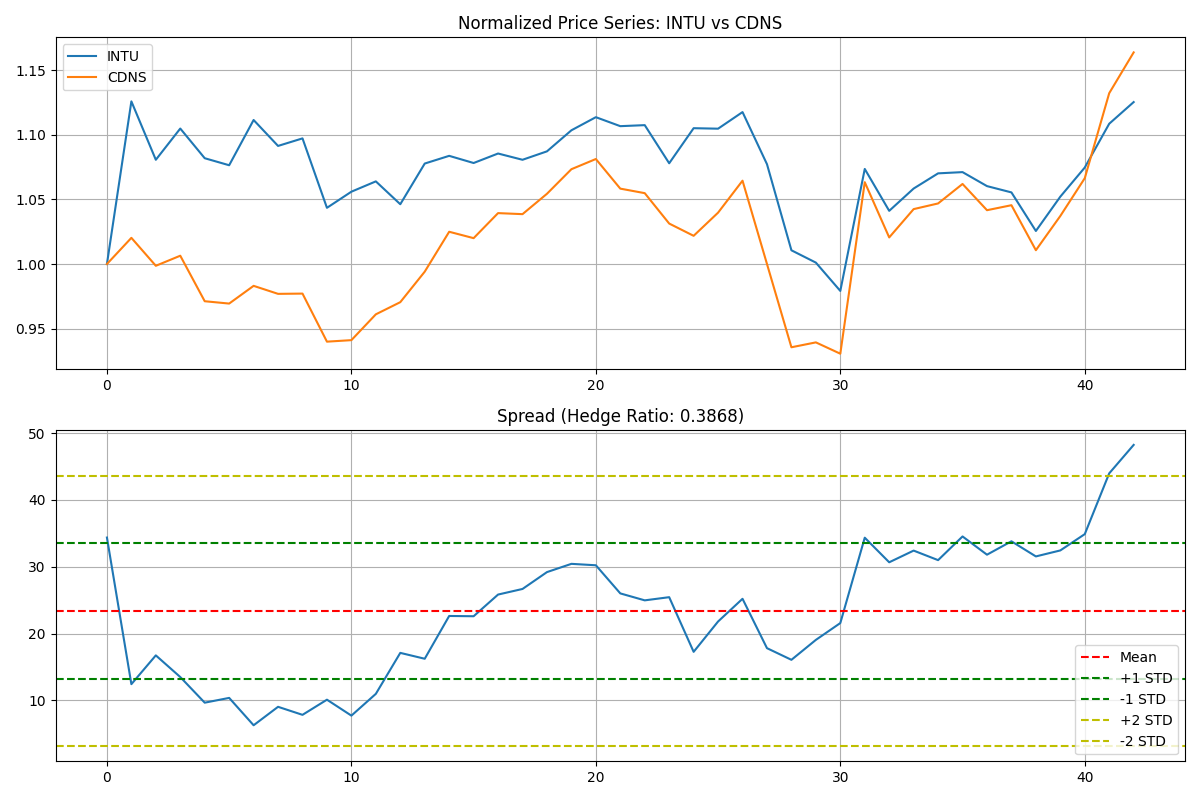 Normalized Price Series: INTU vs CDNS
INTU
CDNS
1.15
1.10
1.05
1.00
0.95
0 10 20 30 40
Spread (Hedge Ratio: 0.3868)
50
40
30
20
10
Mean
+1 STD
-1 STD
+2 STD
-2 STD
0 10 20 30 40